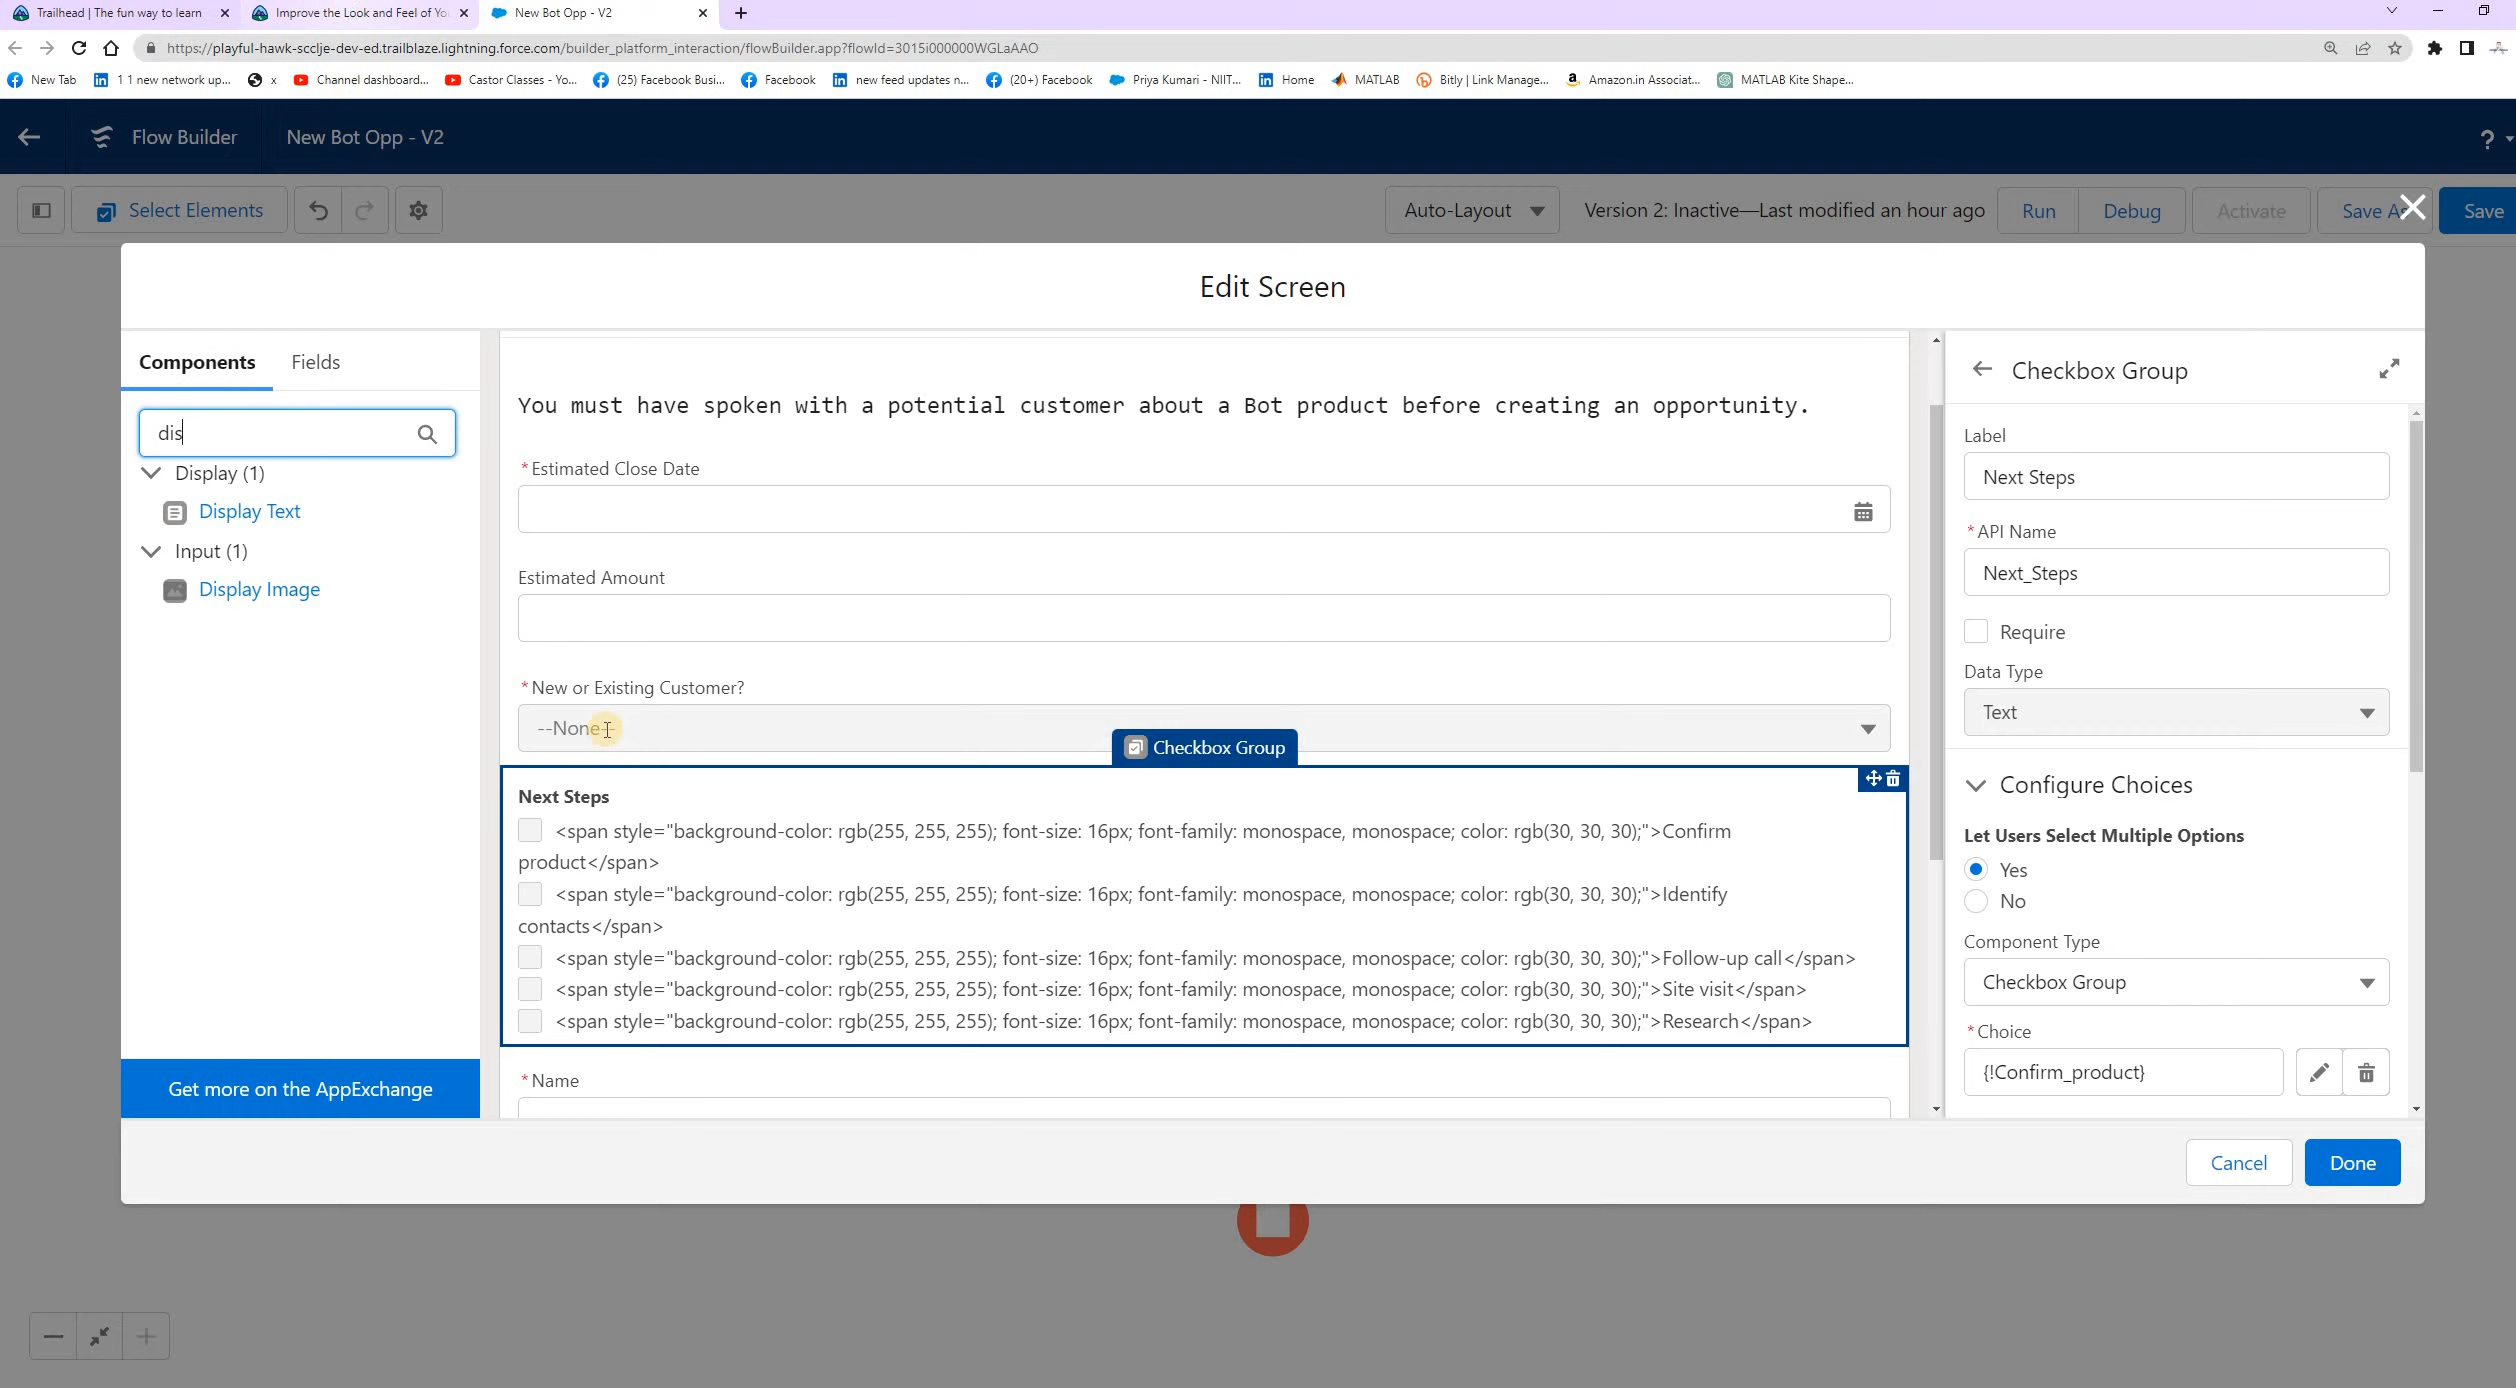 Trailhead | The fun way to learn
Improve the Look and Feel of Yo
New Bot Opp - V2
https://playful-hawk-scclje-dev-ed.trailblaze.lightning.force.com/builder_platform_interaction/flowBuilder.app?flowId=3015i000000WGLaAAO
New Tab
1 1 new network up...
x
Channel dashboard...
Castor Classes - Yo...
(25) Facebook Busi...
Facebook
new feed updates n...
(20+) Facebook
Priya Kumari - NIIT...
Home
MATLAB
Bitly | Link Manage...
Amazon.in Associat...
MATLAB Kite Shape...
Flow Builder
New Bot Opp - V2
?
Select Elements
Auto-Layout
Version 2: Inactive—Last modified an hour ago
Run
Debug
Activate
Save As
Save
Edit Screen
Components
Fields
dis
Display (1)
Display Text
Input (1)
Display Image
Get more on the AppExchange
You must have spoken with a potential customer about a Bot product before creating an opportunity.
*Estimated Close Date
Estimated Amount
*New or Existing Customer?
--None--
Checkbox Group
Next Steps
<span style="background-color: rgb(255, 255, 255); font-size: 16px; font-family: monospace, monospace; color: rgb(30, 30, 30);">Confirm
product</span>
<span style="background-color: rgb(255, 255, 255); font-size: 16px; font-family: monospace, monospace; color: rgb(30, 30, 30);">Identify
contacts</span>
<span style="background-color: rgb(255, 255, 255); font-size: 16px; font-family: monospace, monospace; color: rgb(30, 30, 30);">Follow-up call</span>
<span style="background-color: rgb(255, 255, 255); font-size: 16px; font-family: monospace, monospace; color: rgb(30, 30, 30);">Site visit</span>
<span style="background-color: rgb(255, 255, 255); font-size: 16px; font-family: monospace, monospace; color: rgb(30, 30, 30);">Research</span>
*Name
Checkbox Group
Label
Next Steps
*API Name
Next_Steps
Require
Data Type
Text
Configure Choices
Let Users Select Multiple Options
Yes
No
Component Type
Checkbox Group
*Choice
{!Confirm_product}
Cancel
Done